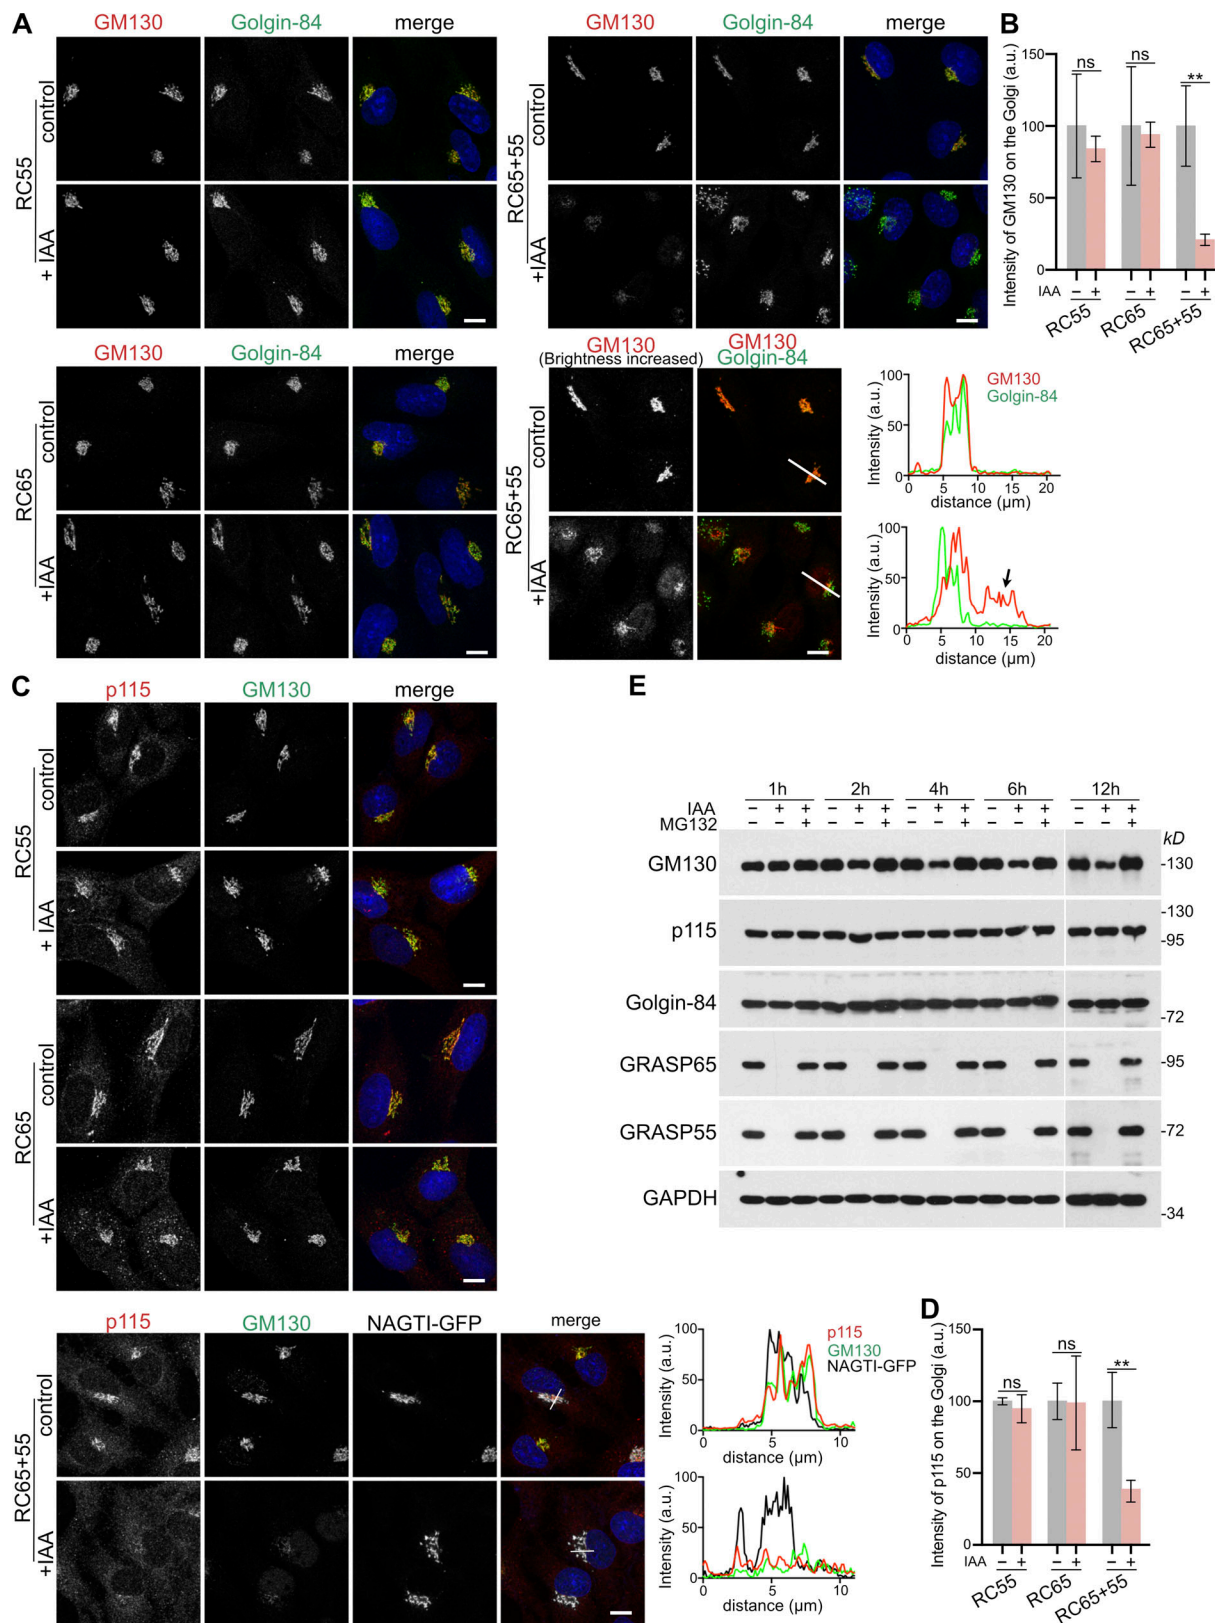 A
GM130 Golgin-84 merge
RC55
control
+ IAA
GM130 Golgin-84 merge
RC65+55
control
+IAA
B
Intensity of GM130 on the Golgi (a.u.)
150
100
50
0
ns ns **
IAA − + − + − +
RC55 RC65 RC65+55
GM130 Golgin-84 merge
RC65
control
+IAA
GM130 GM130
(Brightness increased) Golgin-84
RC65+55
control
+IAA
GM130
Golgin-84
Intensity (a.u.)
100
50
0
0 5 10 15 20
distance (µm)
Intensity (a.u.)
100
50
0
0 5 10 15 20
distance (µm)
C
p115 GM130 merge
RC55
control
+ IAA
RC65
control
+IAA
p115 GM130 NAGTI-GFP merge
RC65+55
control
+IAA
p115
GM130
NAGTI-GFP
Intensity (a.u.)
100
50
0
0 5 10
distance (µm)
Intensity (a.u.)
100
50
0
0 5 10
distance (µm)
E
1h 2h 4h 6h 12h
IAA − + + − + + − + + − + + − + +
MG132 − − + − − + − − + − − + − − +
kD
GM130 -130
p115 -130
-95
Golgin-84 -72
GRASP65 -95
GRASP55 -72
GAPDH -34
D
Intensity of p115 on the Golgi (a.u.)
150
100
50
0
ns ns **
IAA − + − + − +
RC55 RC65 RC65+55